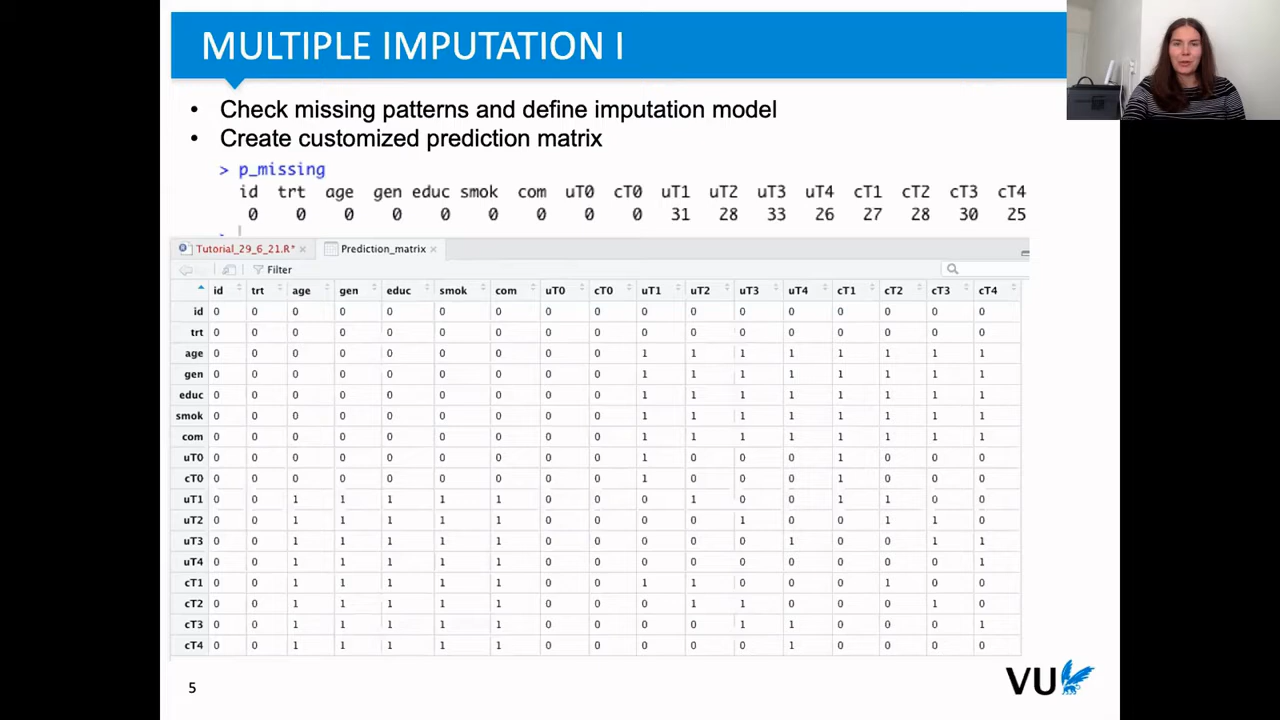 MULTIPLE IMPUTATION I
• Check missing patterns and define imputation model
• Create customized prediction matrix
> p_missing
id trt age gen educ smok com uT0 cT0 uT1 uT2 uT3 uT4 cT1 cT2 cT3 cT4
0 0 0 0 0 0 0 0 0 31 28 33 26 27 28 30 25
Tutorial_29_6_21.R* × Prediction_matrix ×
Filter
id trt age gen educ smok com uT0 cT0 uT1 uT2 uT3 uT4 cT1 cT2 cT3 cT4
id 0 0 0 0 0 0 0 0 0 0 0 0 0 0 0 0 0
trt 0 0 0 0 0 0 0 0 0 0 0 0 0 0 0 0 0
age 0 0 0 0 0 0 0 0 0 1 1 1 1 1 1 1 1
gen 0 0 0 0 0 0 0 0 0 1 1 1 1 1 1 1 1
educ 0 0 0 0 0 0 0 0 0 1 1 1 1 1 1 1 1
smok 0 0 0 0 0 0 0 0 0 1 1 1 1 1 1 1 1
com 0 0 0 0 0 0 0 0 0 1 1 1 1 1 1 1 1
uT0 0 0 0 0 0 0 0 0 0 1 0 0 0 1 0 0 0
cT0 0 0 0 0 0 0 0 0 0 1 0 0 0 1 0 0 0
uT1 0 0 1 1 1 1 1 0 0 0 1 0 0 1 1 0 0
uT2 0 0 1 1 1 1 1 0 0 0 0 1 0 0 1 1 0
uT3 0 0 1 1 1 1 1 0 0 0 0 0 1 0 0 1 1
uT4 0 0 1 1 1 1 1 0 0 0 0 0 0 0 0 0 1
cT1 0 0 1 1 1 1 1 0 0 1 1 0 0 0 1 0 0
cT2 0 0 1 1 1 1 1 0 0 0 1 1 0 0 0 1 0
cT3 0 0 1 1 1 1 1 0 0 0 0 1 1 0 0 0 1
cT4 0 0 1 1 1 1 1 0 0 0 0 0 1 0 0 0 0
5
VU